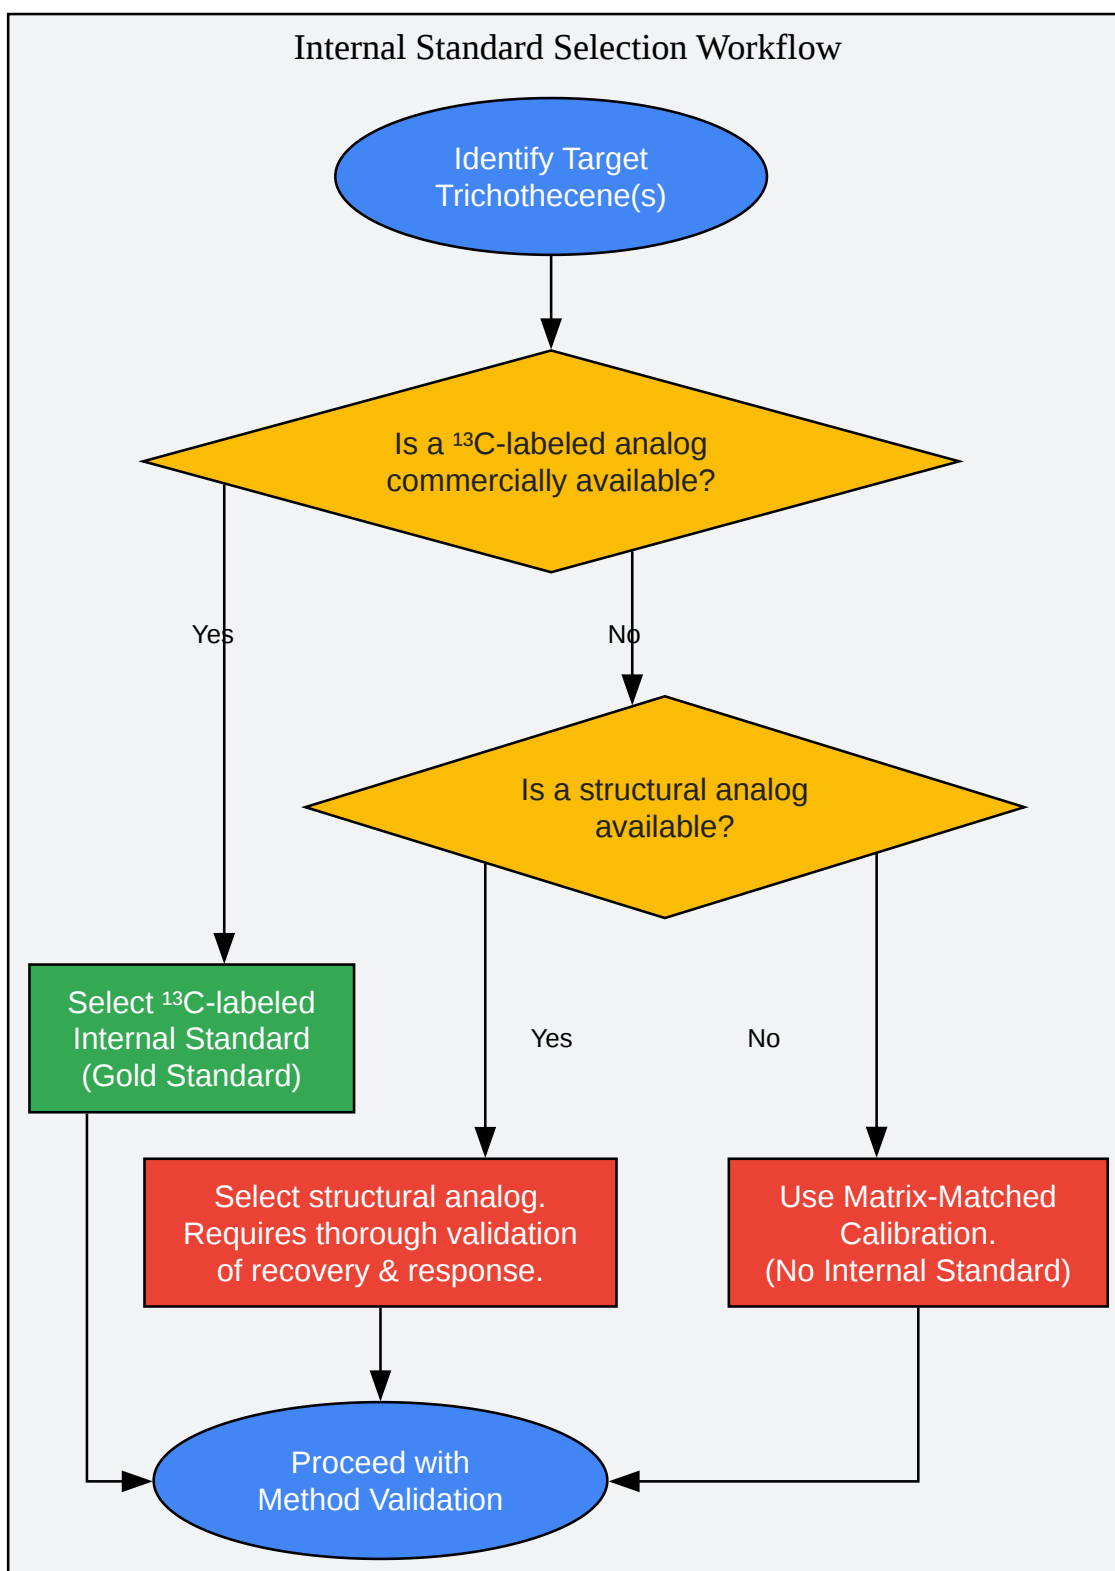 Internal Standard Selection Workflow
Identify Target
Trichothecene(s)
Is a ¹³C-labeled analog
commercially available?
Yes
No
Is a structural analog
available?
Select ¹³C-labeled
Internal Standard
(Gold Standard)
Yes
No
Select structural analog.
Requires thorough validation
of recovery & response.
Use Matrix-Matched
Calibration.
(No Internal Standard)
Proceed with
Method Validation